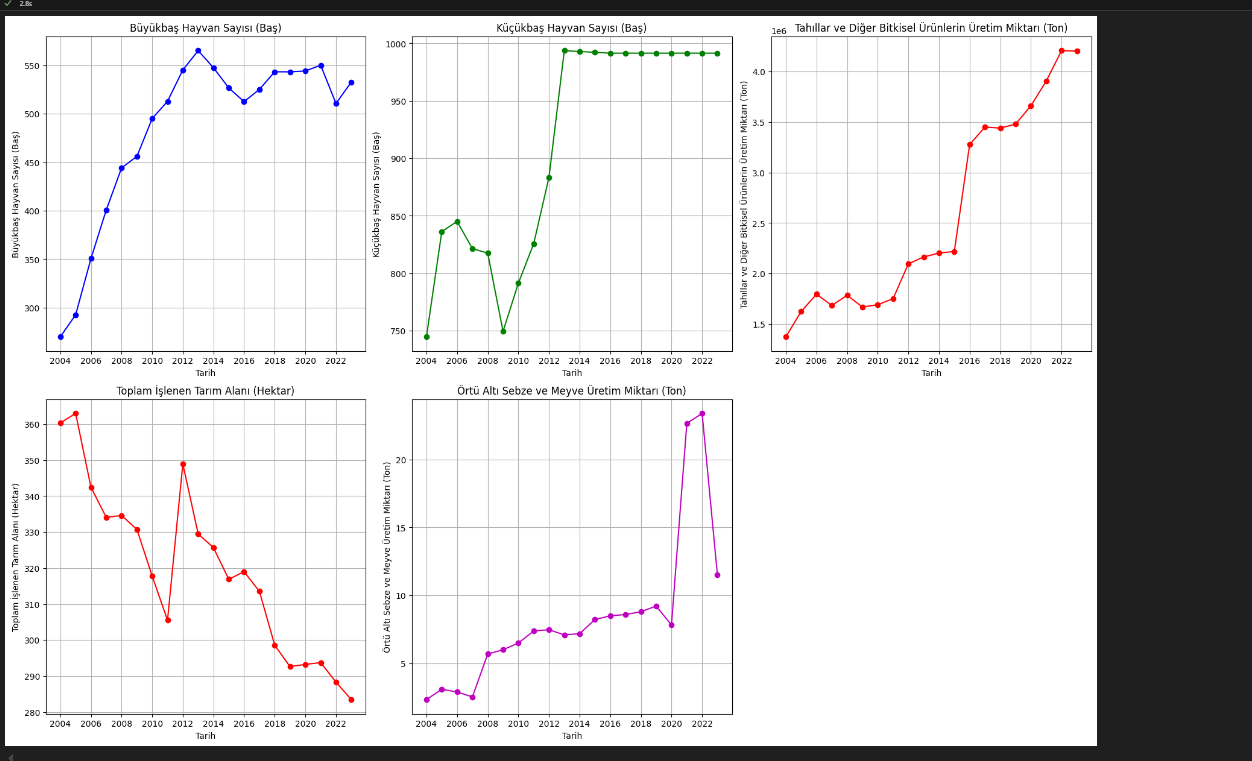 2.8s
Büyükbaş Hayvan Sayısı (Baş)
Büyükbaş Hayvan Sayısı (Baş)
550
500
450
400
350
300
2004 2006 2008 2010 2012 2014 2016 2018 2020 2022
Tarih
Küçükbaş Hayvan Sayısı (Baş)
Küçükbaş Hayvan Sayısı (Baş)
1000
950
900
850
800
750
2004 2006 2008 2010 2012 2014 2016 2018 2020 2022
Tarih
Tahıllar ve Diğer Bitkisel Ürünlerin Üretim Miktarı (Ton)
1e6
Tahıllar ve Diğer Bitkisel Ürünlerin Üretim Miktarı (Ton)
4.0
3.5
3.0
2.5
2.0
1.5
2004 2006 2008 2010 2012 2014 2016 2018 2020 2022
Tarih
Toplam İşlenen Tarım Alanı (Hektar)
Toplam İşlenen Tarım Alanı (Hektar)
360
350
340
330
320
310
300
290
280
2004 2006 2008 2010 2012 2014 2016 2018 2020 2022
Tarih
Örtü Altı Sebze ve Meyve Üretim Miktarı (Ton)
Örtü Altı Sebze ve Meyve Üretim Miktarı (Ton)
20
15
10
5
2004 2006 2008 2010 2012 2014 2016 2018 2020 2022
Tarih